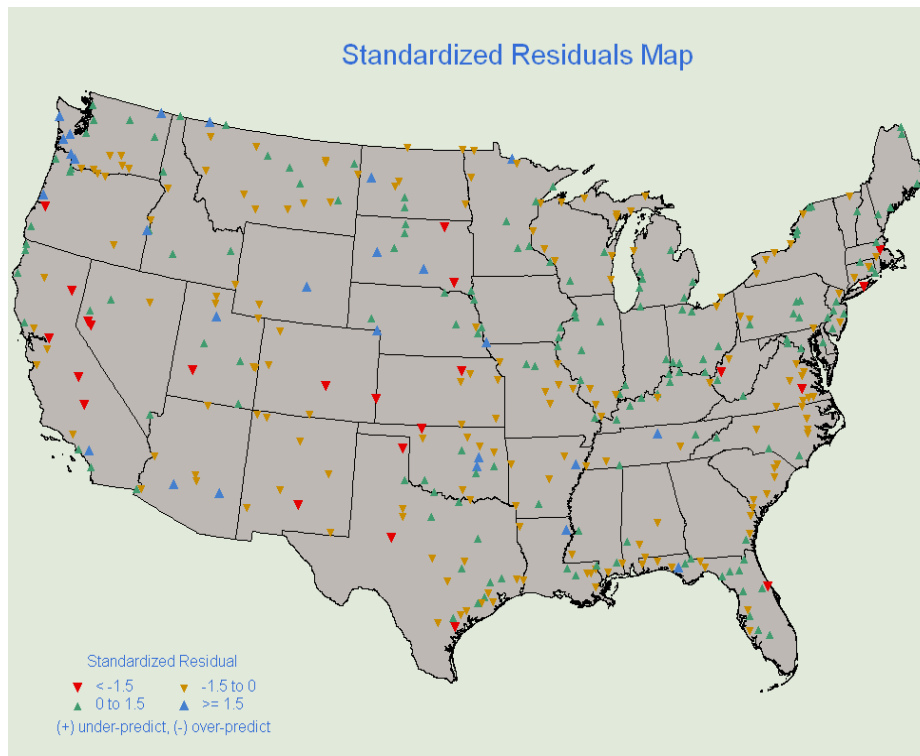 Standardized Residuals Map
Standardized Residual
< -1.5 -1.5 to 0
0 to 1.5 >= 1.5
(+) under-predict, (-) over-predict